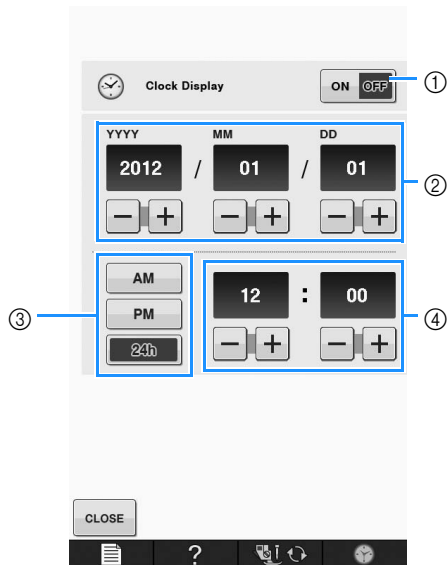 Clock Display ON OFF ①
YYYY MM DD
2012 / 01 / 01 ②
− + − + − +
AM
12 : 00
③ PM ④
24h − + − +
CLOSE
?